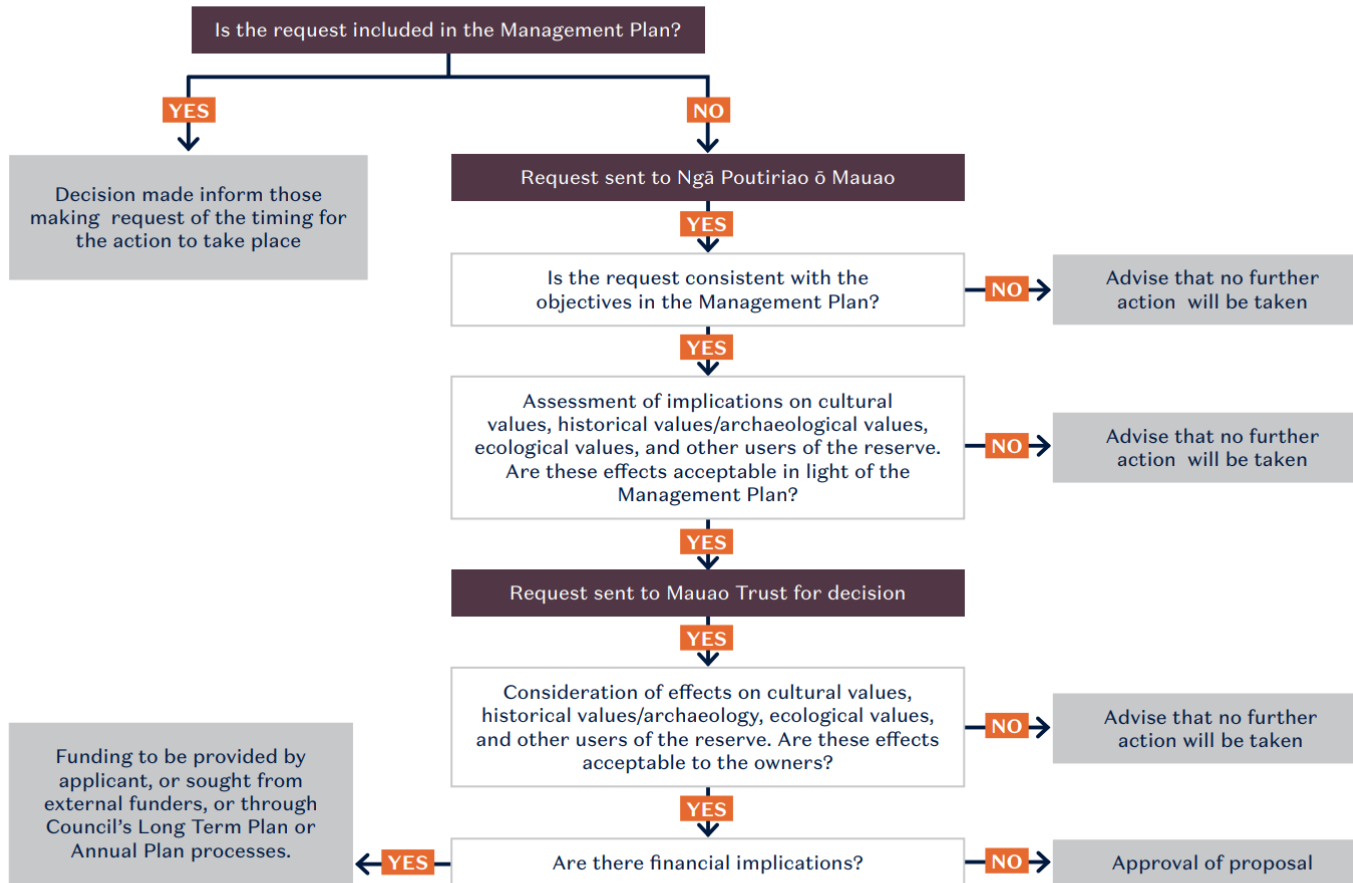 Is the request included in the Management Plan?
YES
NO
Decision made inform those
making request of the timing for
the action to take place
Request sent to Ngā Poutiriao ō Mauao
YES
Is the request consistent with the
objectives in the Management Plan?
NO
Advise that no further
action will be taken
YES
Assessment of implications on cultural
values, historical values/archaeological values,
ecological values, and other users of the reserve.
Are these effects acceptable in light of the
Management Plan?
NO
Advise that no further
action will be taken
YES
Request sent to Mauao Trust for decision
YES
Consideration of effects on cultural values,
historical values/archaeology, ecological values,
and other users of the reserve. Are these effects
acceptable to the owners?
NO
Advise that no further
action will be taken
YES
Are there financial implications?
YES
Funding to be provided by
applicant, or sought from
external funders, or through
Council's Long Term Plan or
Annual Plan processes.
NO
Approval of proposal